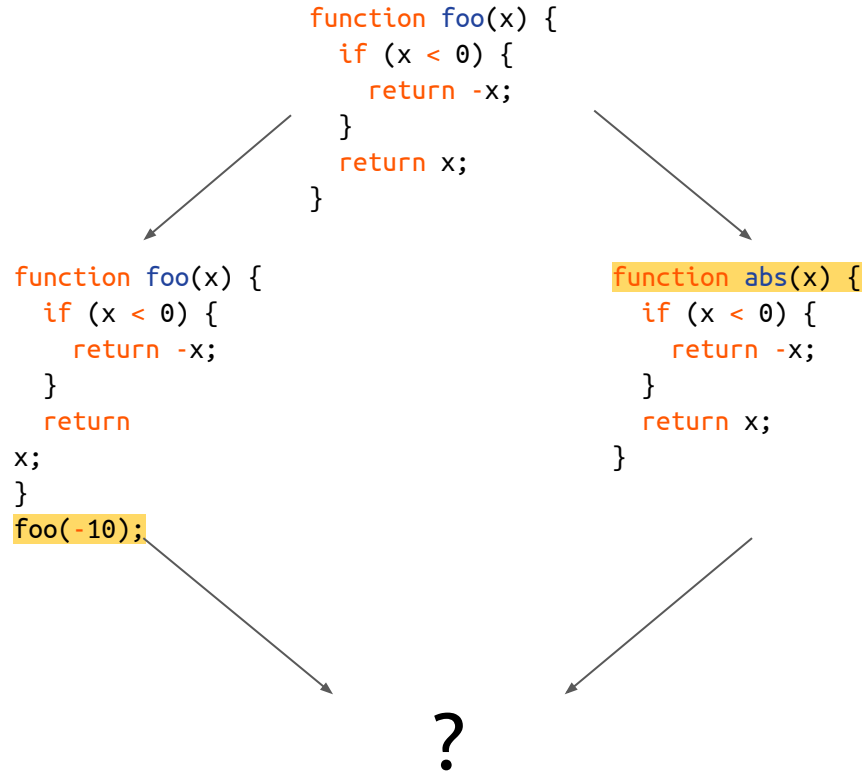 function foo(x) {
  if (x < 0) {
    return -x;
  }
  return x;
}
function foo(x) {
  if (x < 0) {
    return -x;
  }
  return
x;
}
foo(-10);
function abs(x) {
  if (x < 0) {
    return -x;
  }
  return x;
}
?